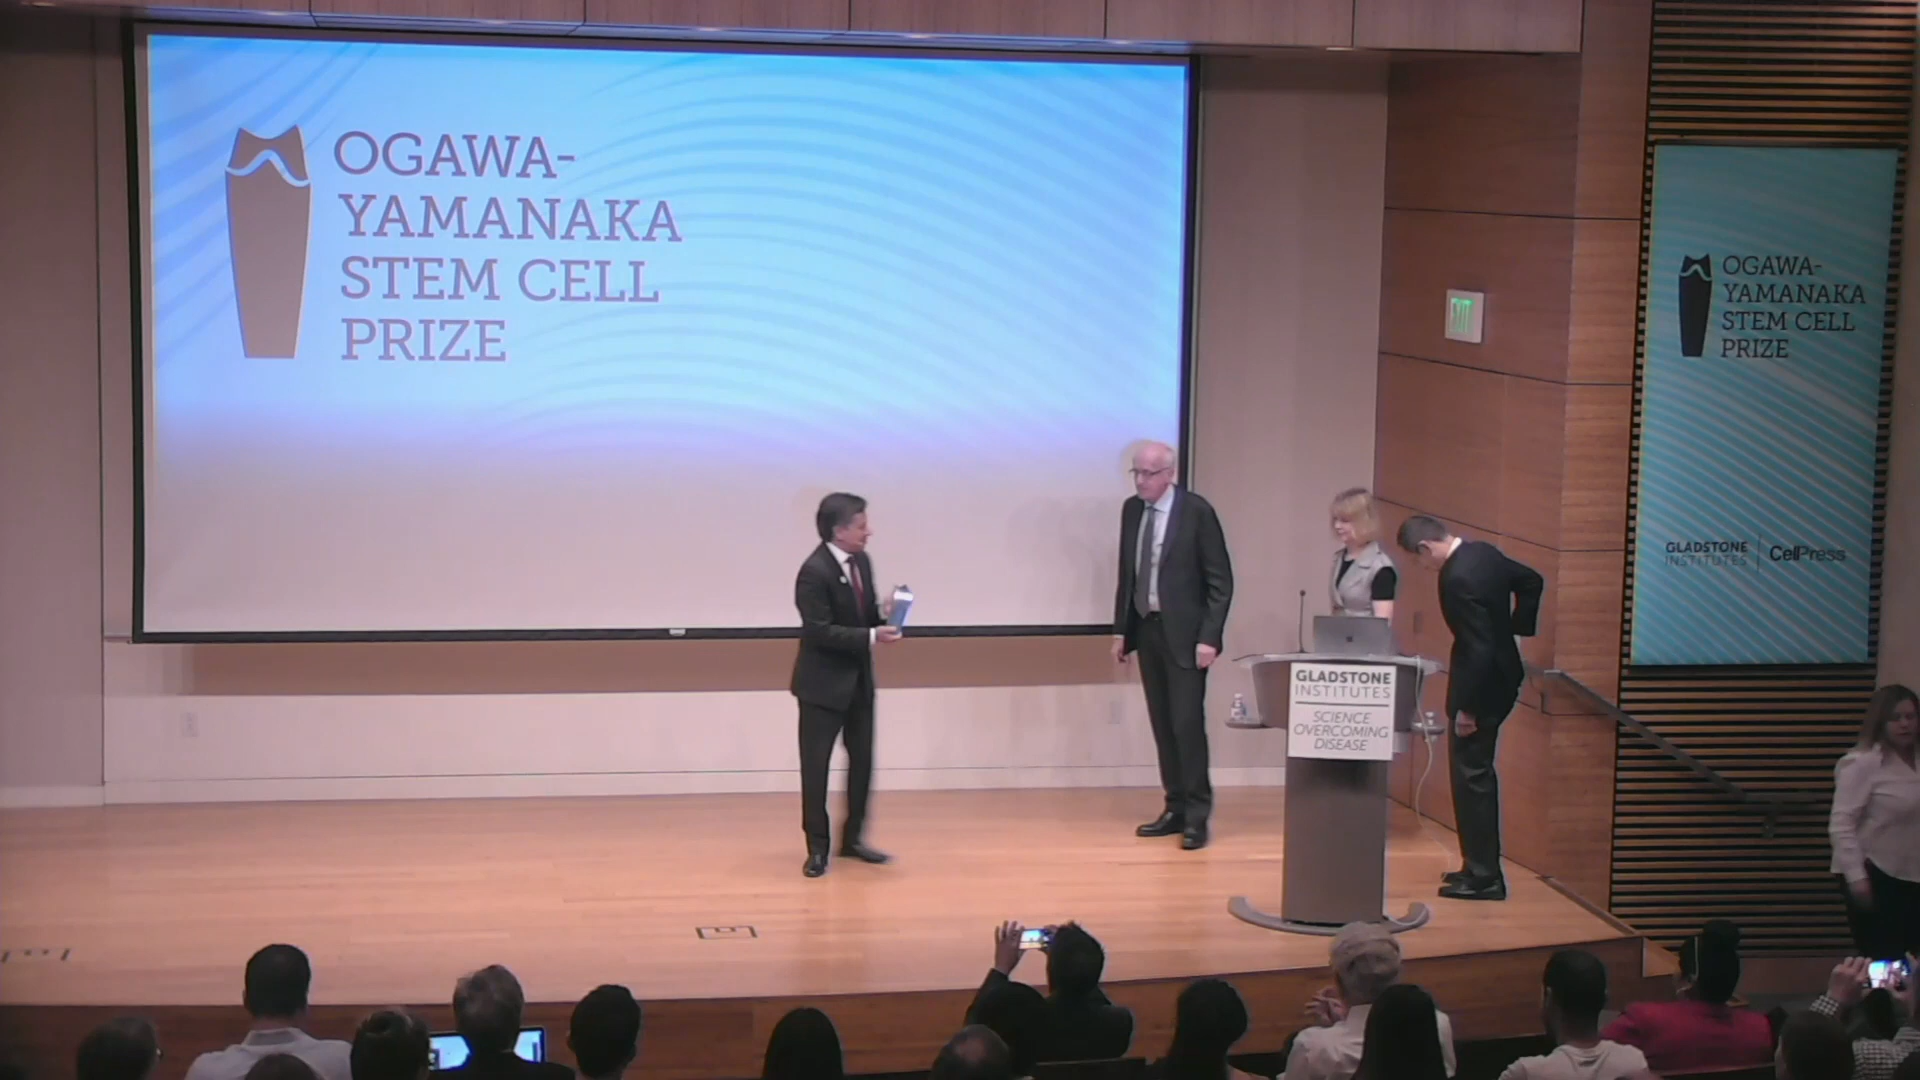 OGAWA-
YAMANAKA
STEM CELL
PRIZE
EXIT
OGAWA-
YAMANAKA
STEM CELL
PRIZE
GLADSTONE
INSTITUTES
CellPress
GLADSTONE
INSTITUTES
SCIENCE
OVERCOMING
DISEASE